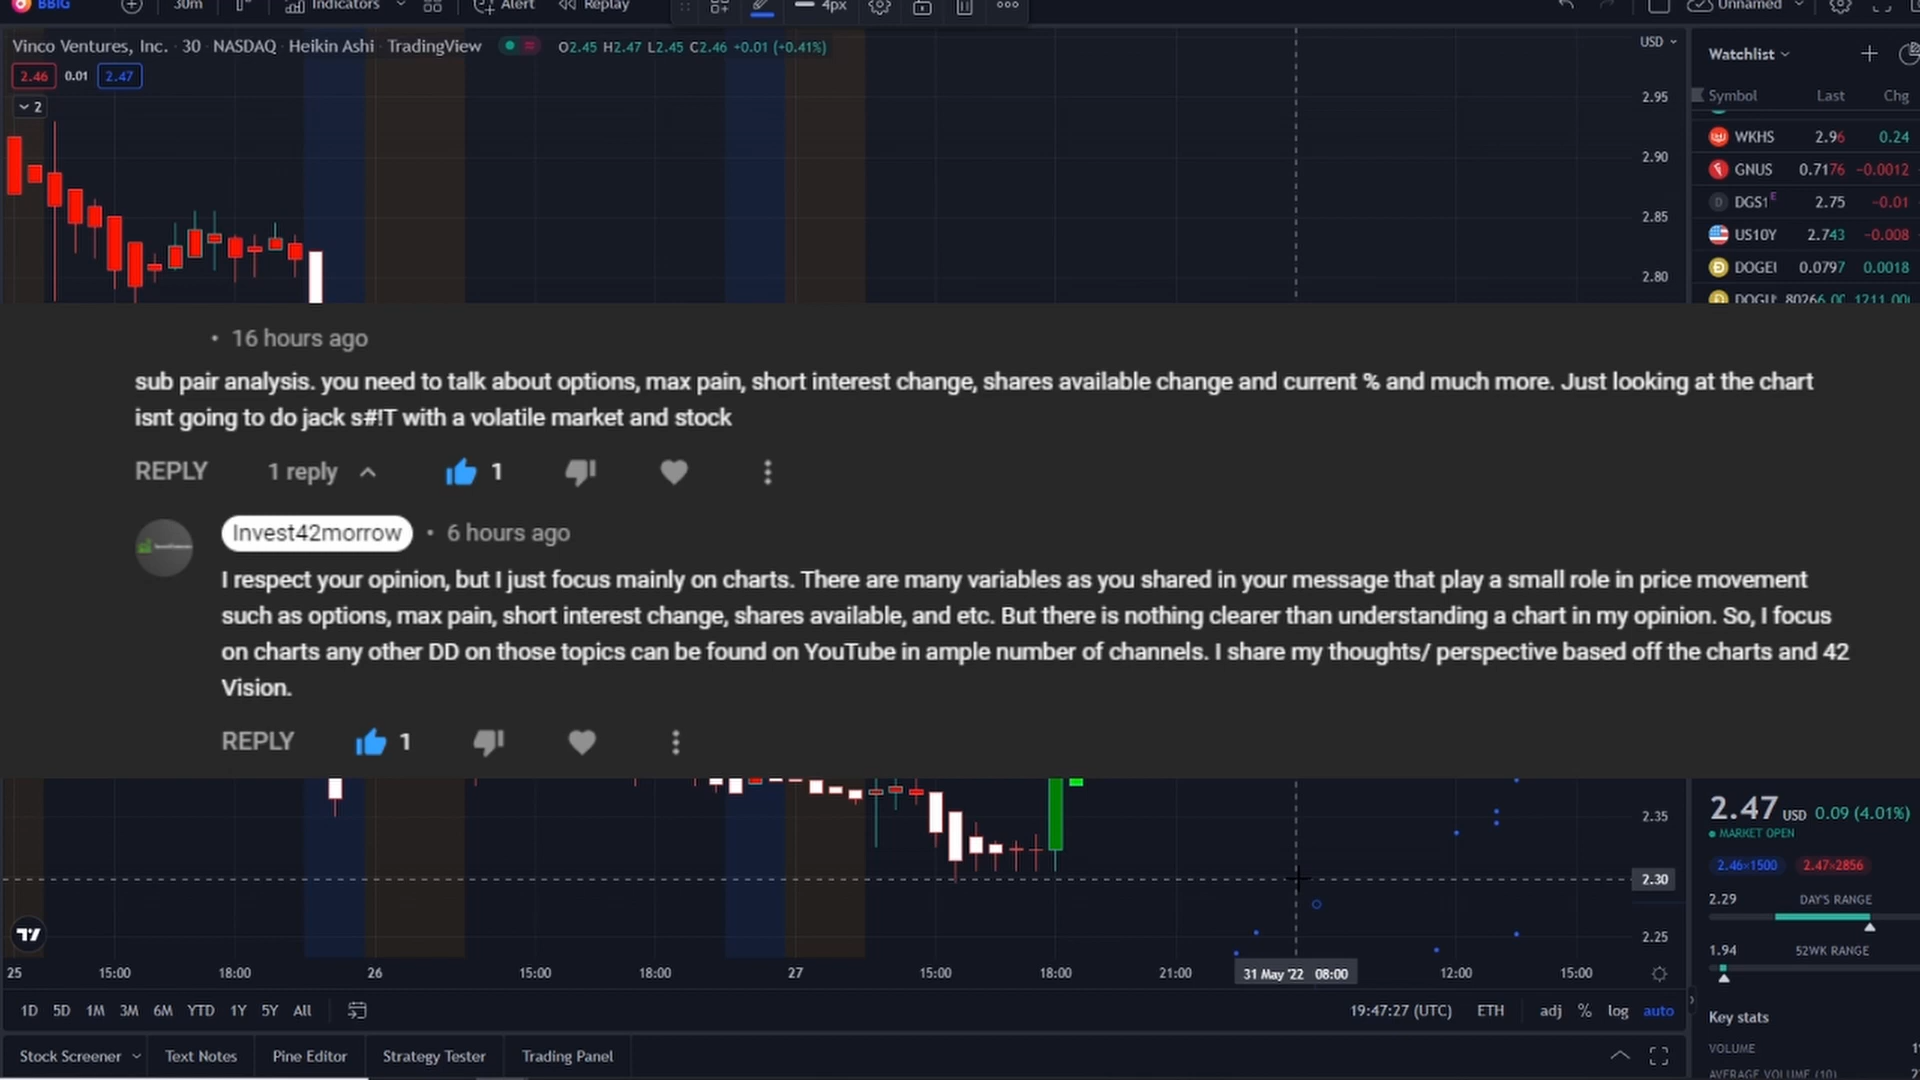 BBIG 30m Indicators Alert Replay 4px Unnamed
Vinco Ventures, Inc. · 30 · NASDAQ · Heikin Ashi · TradingView O2.45 H2.47 L2.45 C2.46 +0.01 (+0.41%)
USD
2.46 0.01 2.47
2
2.95
2.90
2.85
2.80
Watchlist
Symbol Last Chg
WKHS 2.96 0.24
GNUS 0.7176 −0.0012
DGS1 E 2.75 −0.01
US10Y 2.743 −0.008
DOGEI 0.0797 0.0018
• 16 hours ago
sub pair analysis. you need to talk about options, max pain, short interest change, shares available change and current % and much more. Just looking at the chart
isnt going to do jack s#!T with a volatile market and stock
REPLY 1 reply 1
Invest42morrow • 6 hours ago
I respect your opinion, but I just focus mainly on charts. There are many variables as you shared in your message that play a small role in price movement
such as options, max pain, short interest change, shares available, and etc. But there is nothing clearer than understanding a chart in my opinion. So, I focus
on charts any other DD on those topics can be found on YouTube in ample number of channels. I share my thoughts/ perspective based off the charts and 42
Vision.
REPLY 1
2.35
2.30
2.25
2.47 USD 0.09 (4.01%)
MARKET OPEN
2.46×1500 2.47×2856
2.29 DAY'S RANGE
1.94 52WK RANGE
Key stats
VOLUME
AVERAGE VOLUME (10)
25 15:00 18:00 26 15:00 18:00 27 15:00 18:00 21:00 31 May '22 08:00 12:00 15:00
1D 5D 1M 3M 6M YTD 1Y 5Y All 19:47:27 (UTC) ETH adj % log auto
Stock Screener Text Notes Pine Editor Strategy Tester Trading Panel